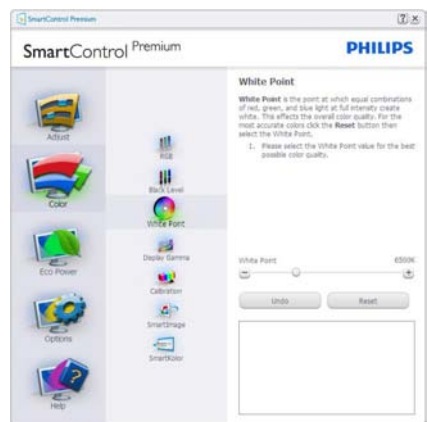 SmartControl Premium
SmartControl Premium
PHILIPS
Adjust
Color
Eco Power
Options
Help
RGB
Black Level
White Point
Display Gamma
Calibration
SmartImage
SmartKolor
White Point
White Point is the point at which equal combinations
of red, green, and blue light at full intensity create
white. This effects the overall color quality. For the
most accurate colors click the Reset button then
select the White Point.
1. Please select the White Point value for the best
possible color quality.
White Point 6500K
Undo Reset